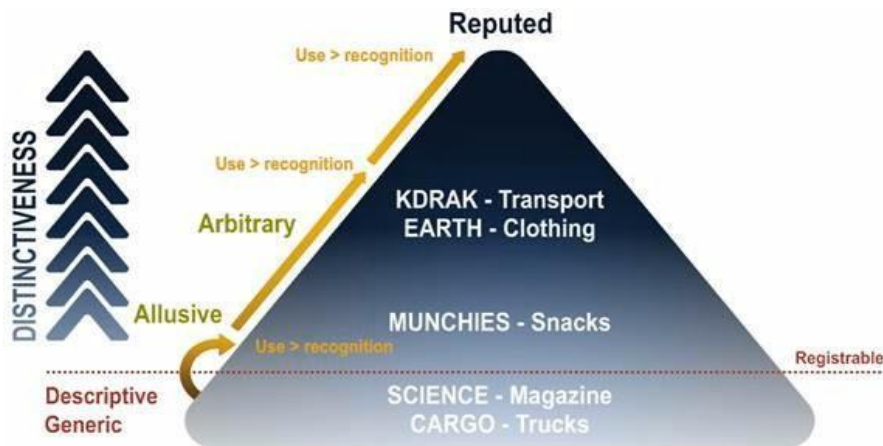 Reputed
Use > recognition
Use > recognition
KDRAK - Transport
EARTH - Clothing
Arbitrary
DISTINCTIVENESS
Allusive
MUNCHIES - Snacks
Use > recognition
Registrable
Descriptive
Generic
SCIENCE - Magazine
CARGO - Trucks